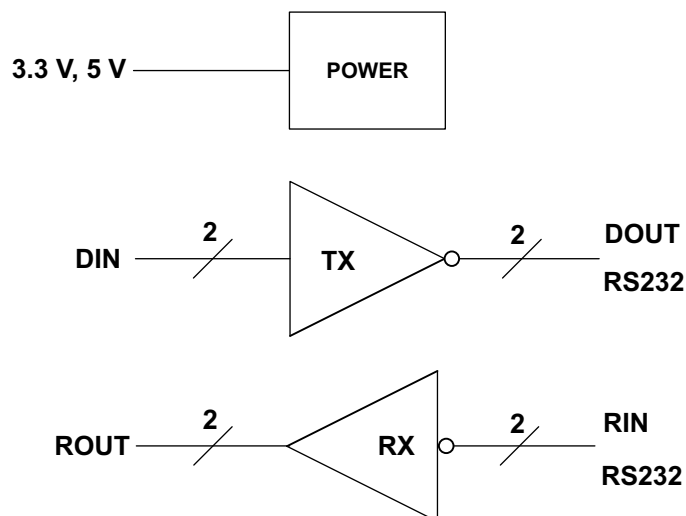 3.3 V, 5 V
POWER
2
2
DIN
TX
DOUT
RS232
2
2
ROUT
RX
RIN
RS232